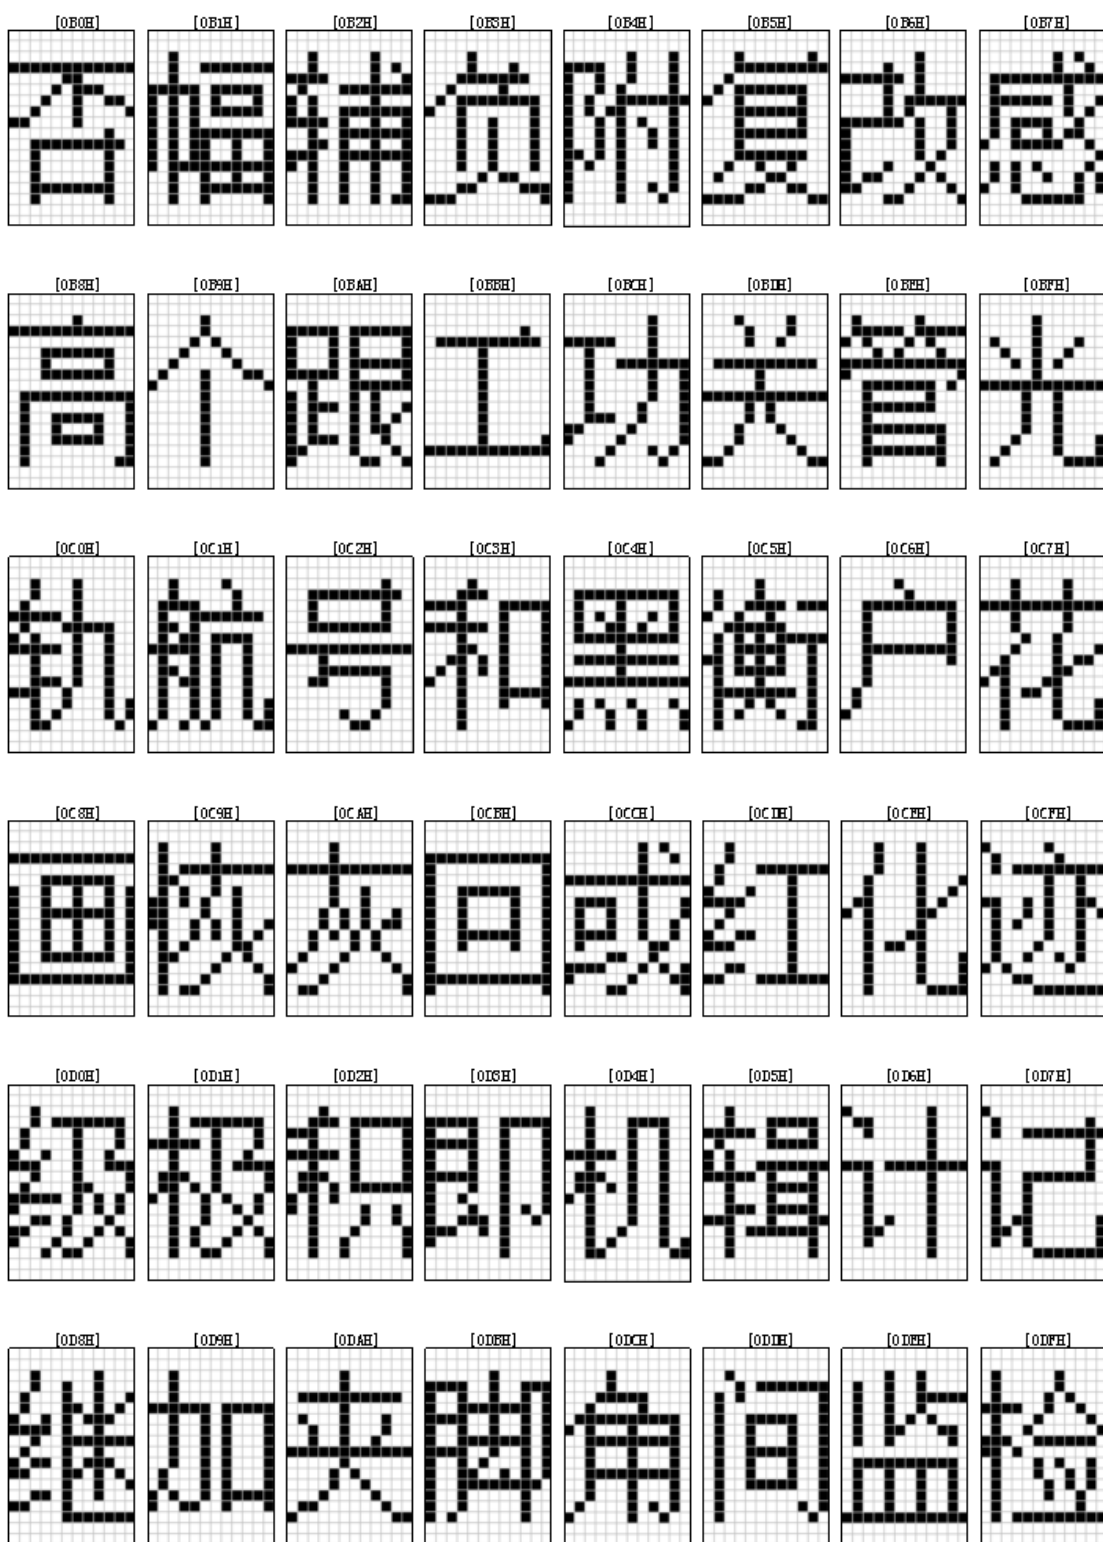 [0B0H] [0B1H] [0B2H] [0B3H] [0B4H] [0B5H] [0B6H] [0B7H]
否 幅 辅 负 附 复 改 感
[0B8H] [0B9H] [0BAH] [0BBH] [0BCH] [0BDH] [0BEH] [0BFH]
高 个 跟 工 功 关 管 光
[0C0H] [0C1H] [0C2H] [0C3H] [0C4H] [0C5H] [0C6H] [0C7H]
轨 航 号 和 黑 衡 户 花
[0C8H] [0C9H] [0CAH] [0CBH] [0CCH] [0CDH] [0CEH] [0CFH]
画 恢 火 回 或 红 化 迹
[0D0H] [0D1H] [0D2H] [0D3H] [0D4H] [0D5H] [0D6H] [0D7H]
级 极 积 即 机 辑 计 记
[0D8H] [0D9H] [0DAH] [0DBH] [0DCH] [0DDH] [0DEH] [0DFH]
继 加 夹 脚 角 间 监 检